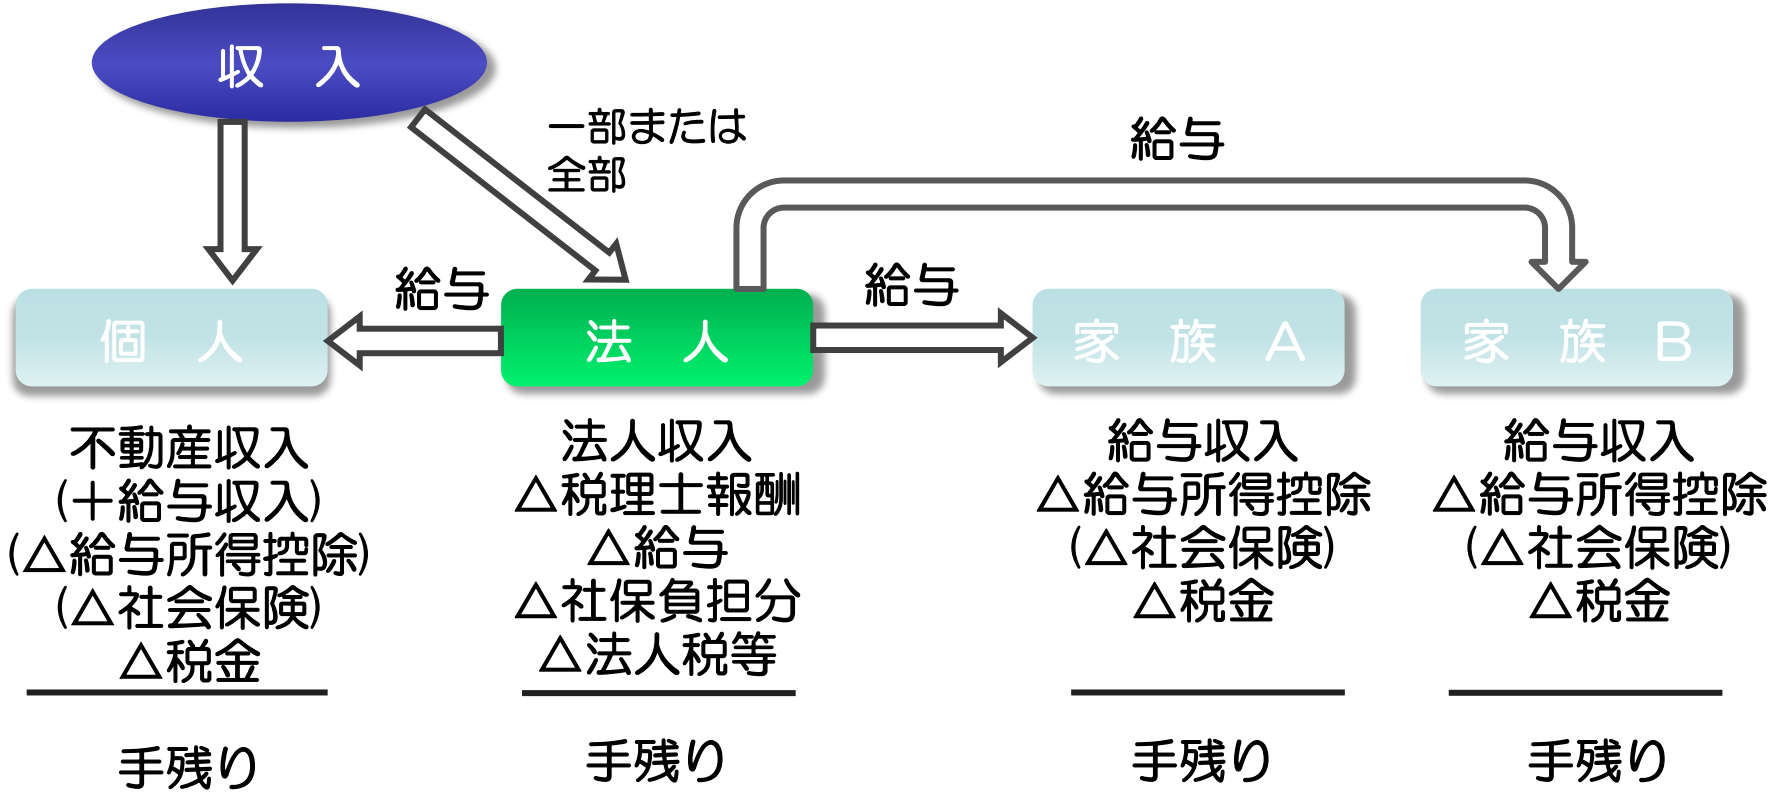 収　入
一部または
全部
給与
給与
給与
個　人
法　人
家　族　A
家　族　B
不動産収入
(＋給与収入)
(△給与所得控除)
(△社会保険)
△税金
手残り
法人収入
△税理士報酬
△給与
△社保負担分
△法人税等
手残り
給与収入
△給与所得控除
(△社会保険)
△税金
手残り
給与収入
△給与所得控除
(△社会保険)
△税金
手残り